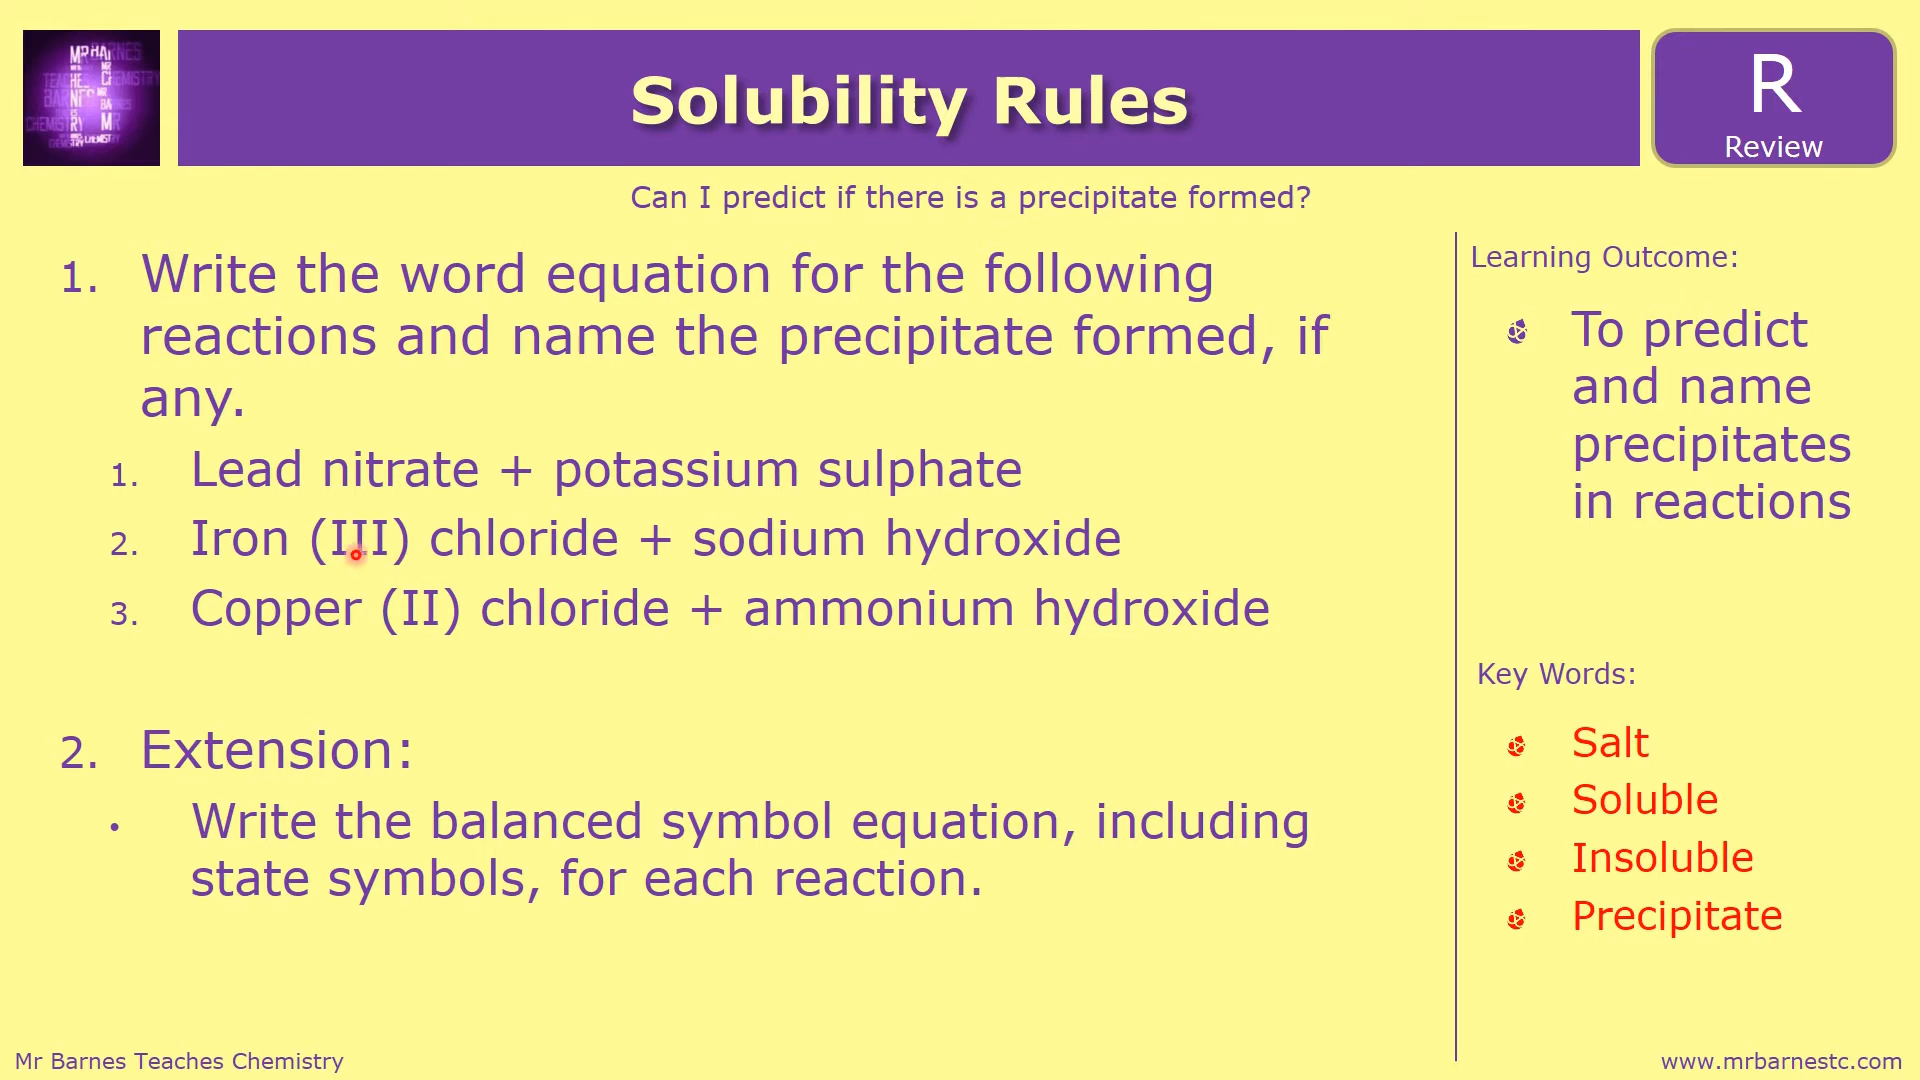 Solubility Rules
R
Review
Can I predict if there is a precipitate formed?
1. Write the word equation for the following
reactions and name the precipitate formed, if
any.
1. Lead nitrate + potassium sulphate
2. Iron (III) chloride + sodium hydroxide
3. Copper (II) chloride + ammonium hydroxide
2. Extension:
• Write the balanced symbol equation, including
state symbols, for each reaction.
Learning Outcome:
To predict
and name
precipitates
in reactions
Key Words:
Salt
Soluble
Insoluble
Precipitate
Mr Barnes Teaches Chemistry
www.mrbarnestc.com